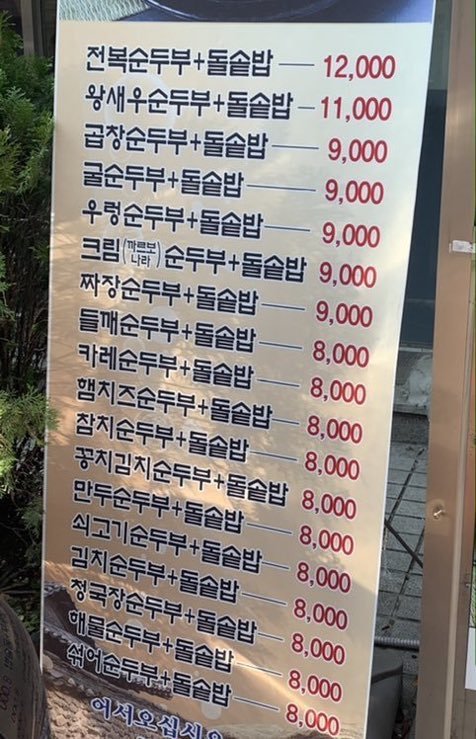 전복순두부+돌솥밥 — 12,000
왕새우순두부+돌솥밥 — 11,000
곱창순두부+돌솥밥 — 9,000
굴순두부+돌솥밥 — 9,000
우렁순두부+돌솥밥 — 9,000
크림(까르보나라)순두부+돌솥밥 9,000
짜장순두부+돌솥밥 — 9,000
들깨순두부+돌솥밥 — 8,000
카레순두부+돌솥밥 — 8,000
햄치즈순두부+돌솥밥 — 8,000
참치순두부+돌솥밥 — 8,000
꽁치김치순두부+돌솥밥 8,000
만두순두부+돌솥밥 — 8,000
쇠고기순두부+돌솥밥 — 8,000
김치순두부+돌솥밥 — 8,000
청국장순두부+돌솥밥 — 8,000
해물순두부+돌솥밥 — 8,000
섞어순두부+돌솥밥 — 8,000
어서오십시오